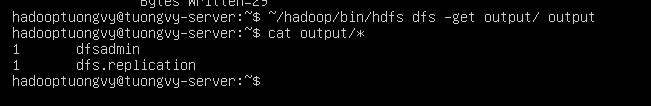 Bytes Written=29
hadooptuongvy@tuongvy-server:~$ ~/hadoop/bin/hdfs dfs -get output/ output
hadooptuongvy@tuongvy-server:~$ cat output/*
1       dfsadmin
1       dfs.replication
hadooptuongvy@tuongvy-server:~$